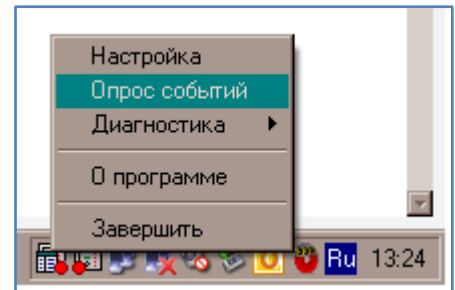 Настройка
Опрос событий
Диагностика
О программе
Завершить
Ru 13:24